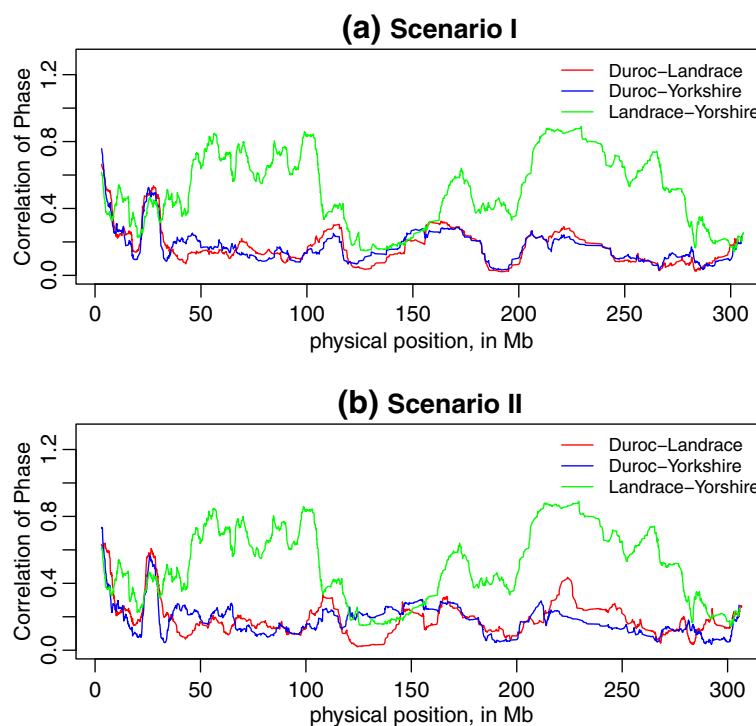 (a) Scenario I
Correlation of Phase
0.0 0.4 0.8 1.2
Duroc−Landrace
Duroc−Yorkshire
Landrace−Yorshire
0 50 100 150 200 250 300
physical position, in Mb
(b) Scenario II
Correlation of Phase
0.0 0.4 0.8 1.2
Duroc−Landrace
Duroc−Yorkshire
Landrace−Yorshire
0 50 100 150 200 250 300
physical position, in Mb